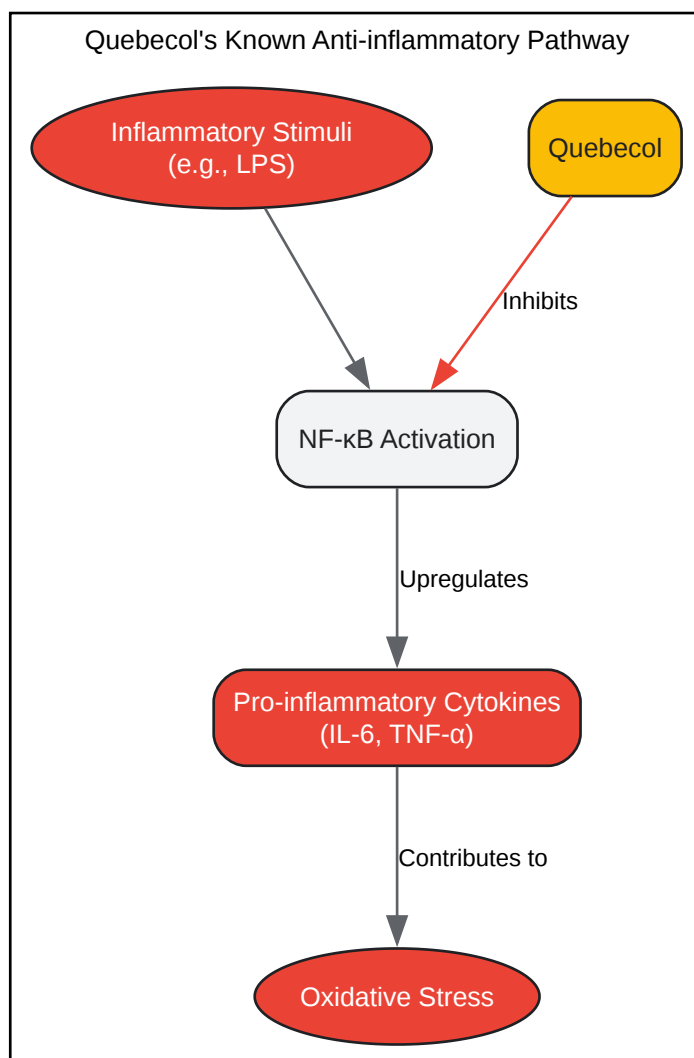 Quebecol's Known Anti-inflammatory Pathway
Inflammatory Stimuli
(e.g., LPS)
Quebecol
Inhibits
NF-κB Activation
Upregulates
Pro-inflammatory Cytokines
(IL-6, TNF-α)
Contributes to
Oxidative Stress